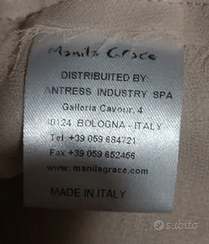 Manila Grace
DISTRIBUTED BY:
ANTRESS INDUSTRY SPA
Galleria Cavour, 4
40124 BOLOGNA - ITALY
Tel +39 059 684721
Fax +39 059 652456
www.manilagrace.com
MADE IN ITALY
subito